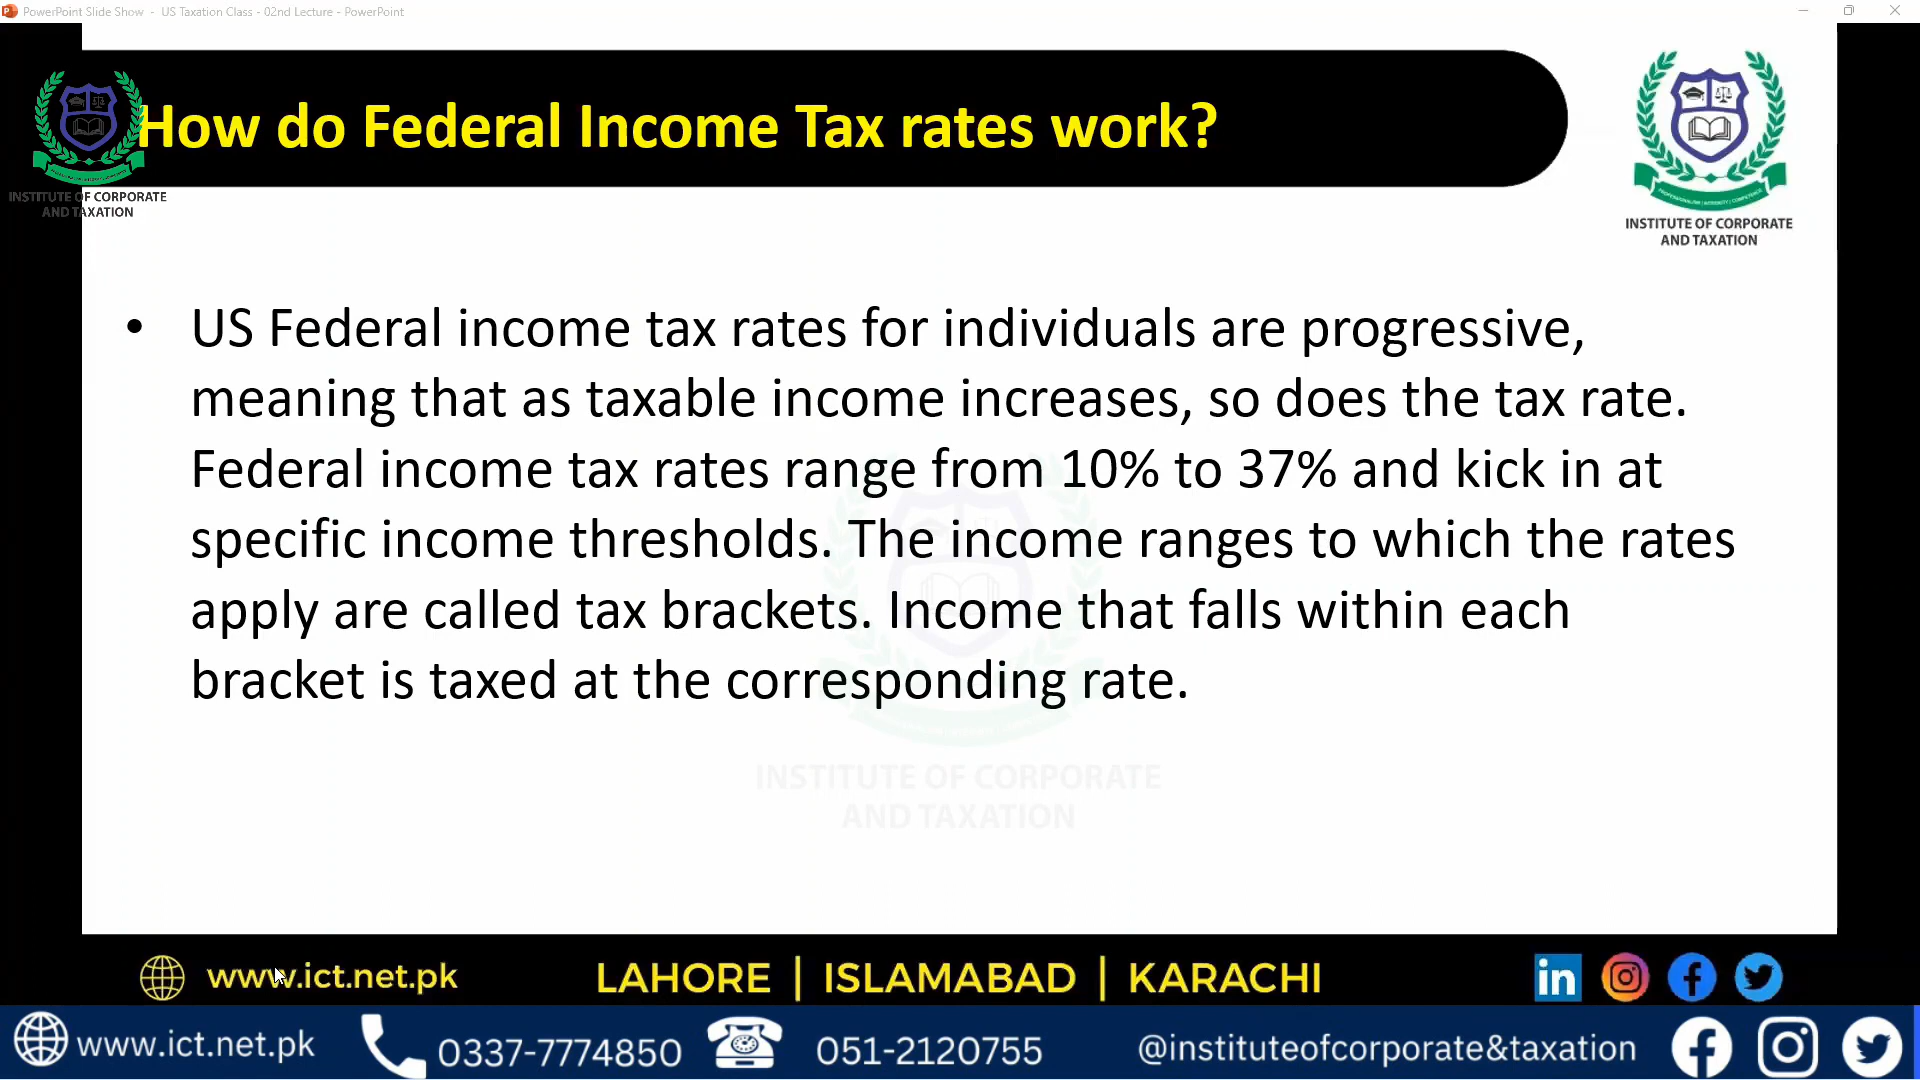 PowerPoint Slide Show - US Taxation Class - 02nd Lecture - PowerPoint
How do Federal Income Tax rates work?
INSTITUTE OF CORPORATE
AND TAXATION
INSTITUTE OF CORPORATE
AND TAXATION
• US Federal income tax rates for individuals are progressive,
meaning that as taxable income increases, so does the tax rate.
Federal income tax rates range from 10% to 37% and kick in at
specific income thresholds. The income ranges to which the rates
apply are called tax brackets. Income that falls within each
bracket is taxed at the corresponding rate.
INSTITUTE OF CORPORATE
AND TAXATION
www.ict.net.pk LAHORE | ISLAMABAD | KARACHI
www.ict.net.pk 0337-7774850 051-2120755 @instituteofcorporate&taxation